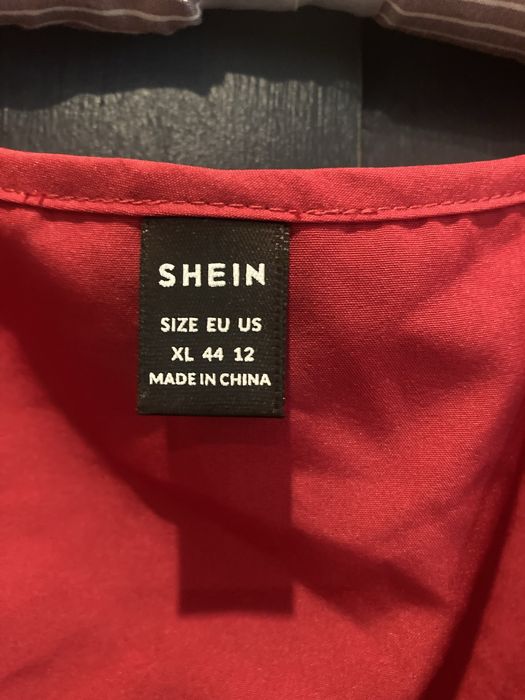 SHEIN
SIZE EU US
XL 44 12
MADE IN CHINA